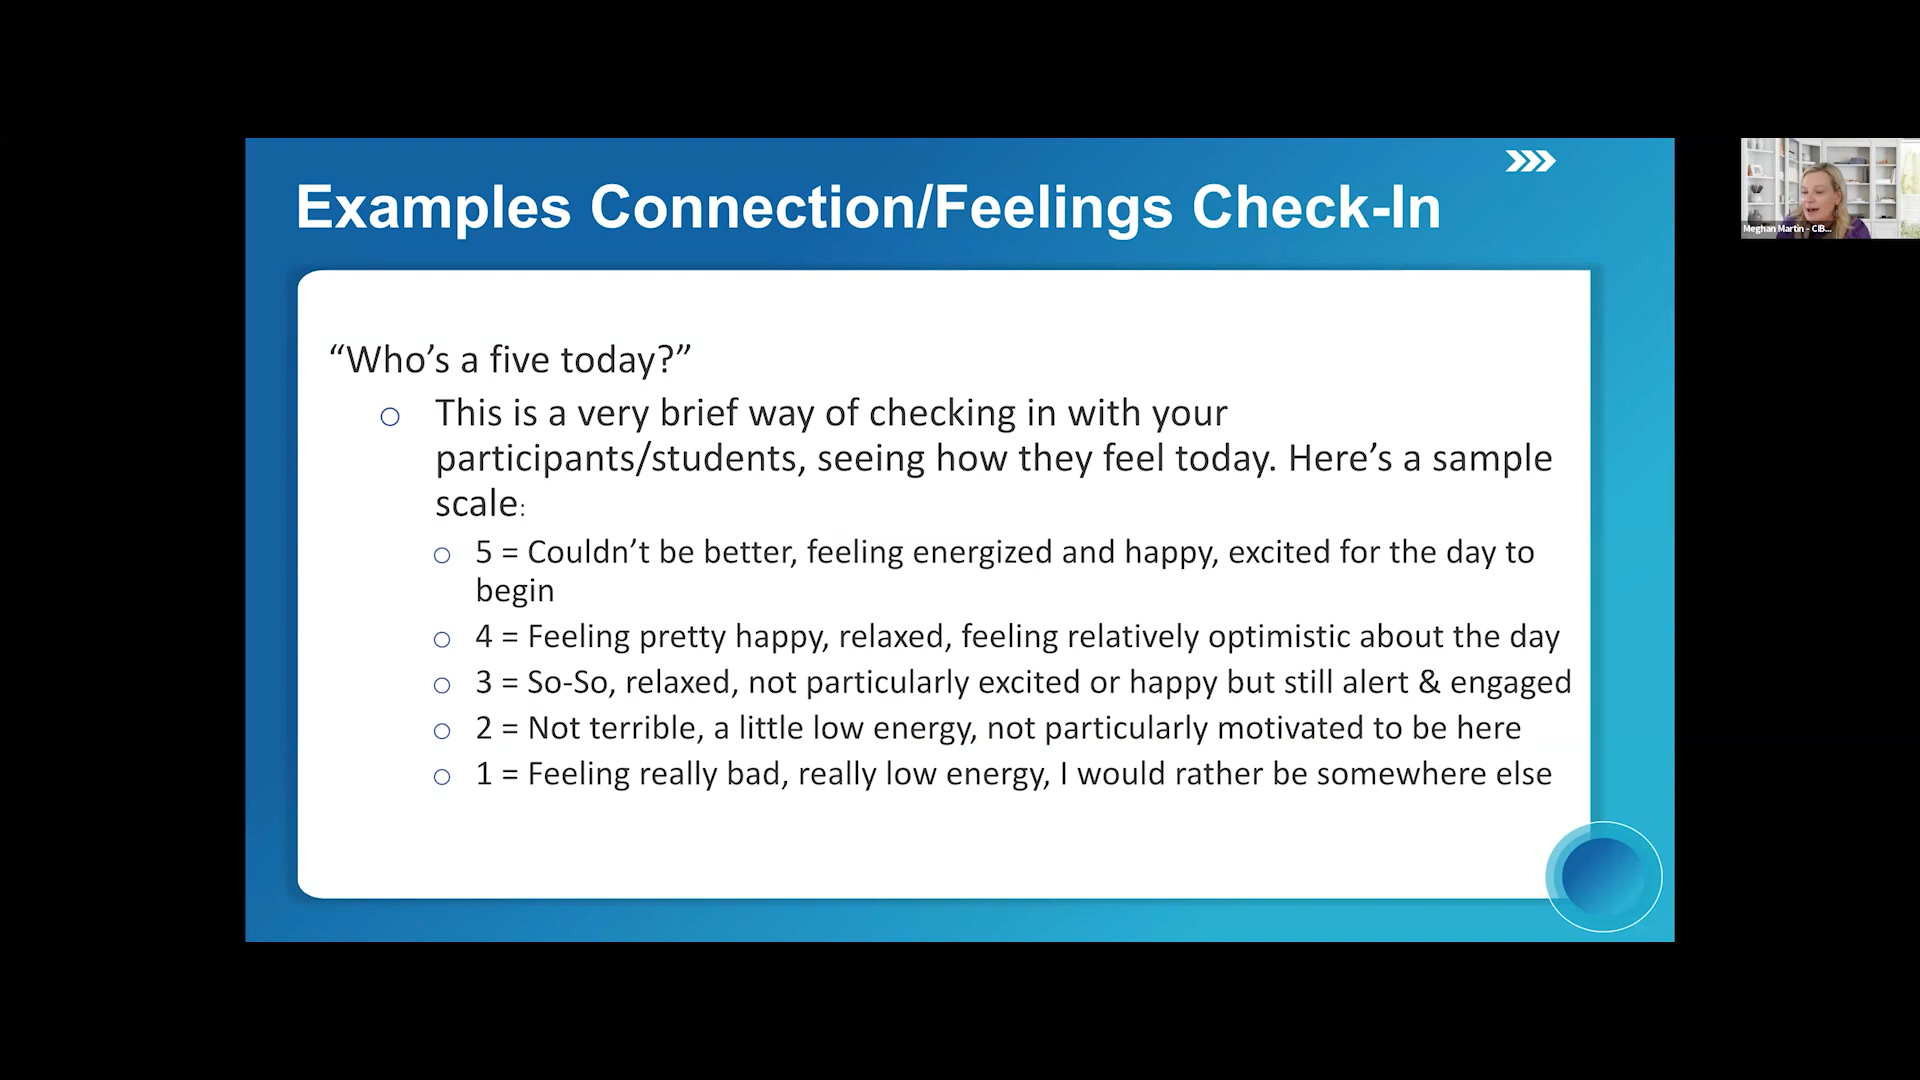 Examples Connection/Feelings Check-In
“Who’s a five today?”
This is a very brief way of checking in with your
participants/students, seeing how they feel today. Here’s a sample
scale:
5 = Couldn’t be better, feeling energized and happy, excited for the day to
begin
4 = Feeling pretty happy, relaxed, feeling relatively optimistic about the day
3 = So-So, relaxed, not particularly excited or happy but still alert & engaged
2 = Not terrible, a little low energy, not particularly motivated to be here
1 = Feeling really bad, really low energy, I would rather be somewhere else
Meghan Martin - CIB...